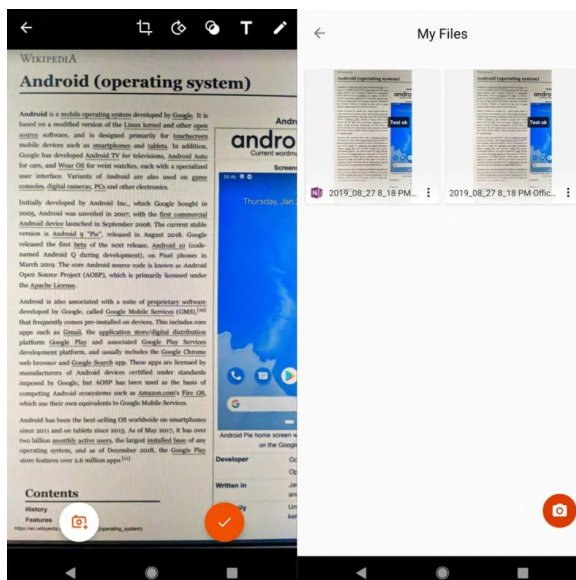 WIKIPEDIA
Android (operating system)
Android is a mobile operating system developed by Google. It is
based on a modified version of the Linux kernel and other open
source software, and is designed primarily for touchscreen
mobile devices such as smartphones and tablets. In addition,
Google has developed Android TV for televisions, Android Auto
for cars, and Wear OS for wrist watches, each with a specialised
user interface. Variants of Android are also used on game
consoles, digital cameras, PCs and other electronics.
Initially developed by Android Inc., which Google bought in
2005, Android was unveiled in 2007, with the first commercial
Android device launched in September 2008. The current stable
version is Android 9 "Pie", released in August 2018. Google
released the first beta of the next release, Android 10 (code-
named Android Q during development), on Pixel phones in
March 2019. The core Android source code is known as Android
Open Source Project (AOSP), which is primarily licensed under
the Apache License.
Android is also associated with a suite of proprietary software
developed by Google, called Google Mobile Services (GMS),[10]
that frequently comes pre-installed on devices. This includes core
apps such as Gmail, the application store/digital distribution
platform Google Play and associated Google Play Services
development platform, and usually includes the Google Chrome
web browser and Google Search app. These apps are licensed by
manufacturers of Android devices certified under standards
imposed by Google, but AOSP has been used as the basis of
competing Android ecosystems such as Amazon.com's Fire OS,
which use their own equivalents to Google Mobile Services.
Android has been the best-selling OS worldwide on smartphones
since 2011 and on tablets since 2013. As of May 2017, it has over
two billion monthly active users, the largest installed base of any
operating system, and as of December 2018, the Google Play
store features over 2.6 million apps.[11]
Contents
History
Features
Andr
andro
Current wordm
Screens
Thursday, Jan
G
Android Pie home screen w
on the Googl
Developer
Written in
Ja
My Files
Android (operating system)
andro
Test ok
2019_08_27 8_18 PM...
Android (operating system)
andro
Test ok
2019_08_27 8_18 PM Offic...